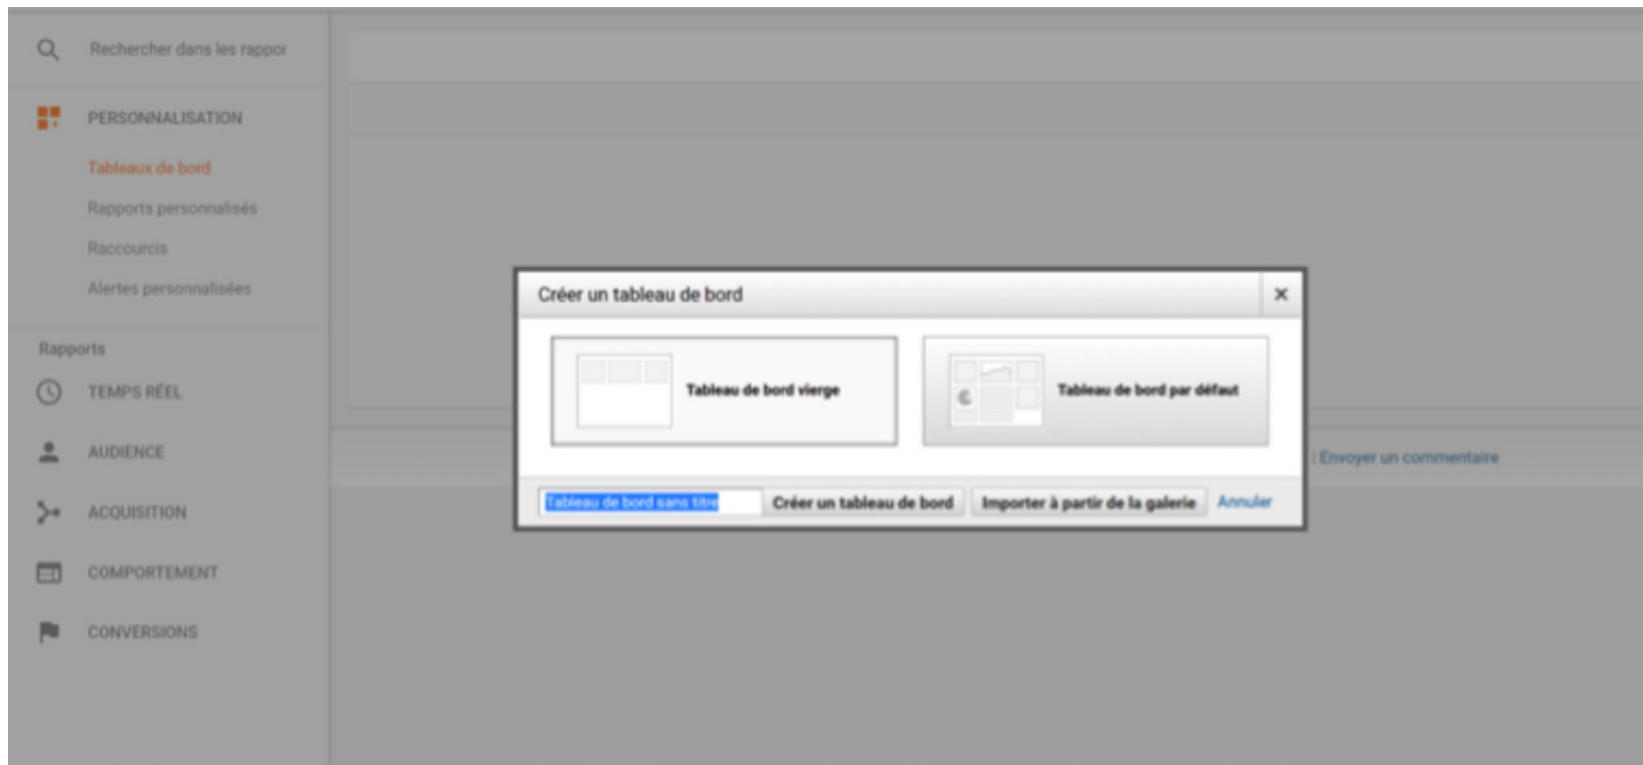 Rechercher dans les rappor
PERSONNALISATION
Tableaux de bord
Rapports personnalisés
Raccourcis
Alertes personnalisées
Rapports
TEMPS RÉEL
AUDIENCE
ACQUISITION
COMPORTEMENT
CONVERSIONS
Créer un tableau de bord
Tableau de bord vierge
Tableau de bord par défaut
Tableau de bord sans titre Créer un tableau de bord Importer à partir de la galerie Annuler
| Envoyer un commentaire